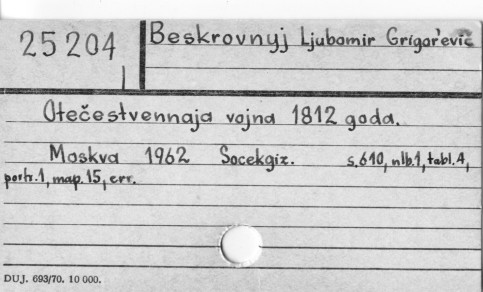 25204
Beskrovnyj Ljubomir Grigor'evič
Otečestvennaja vojna 1812 goda.
Moskva 1962 Socekgiz. s.610, nlb.1, tabl.4,
portr.1, map.15, err.
DUJ. 693/70. 10 000.